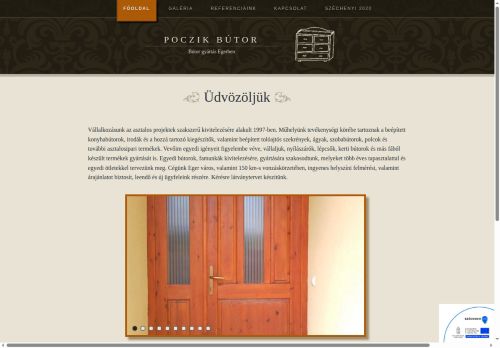 FŐOLDAL GALÉRIA REFERENCIÁINK KAPCSOLAT SZÉCHENYI 2020
POCZIK BÚTOR
Bútor gyártás Egerben
Üdvözöljük
Vállalkozásunk az asztalos projektek szakszerű kivitelezésére alakult 1997-ben. Műhelyünk tevékenységi körébe tartoznak a beépített
konyhabútorok, irodák és a hozzá tartozó kiegészítők, valamint beépített tolóajtós szekrények, ágyak, szobabútorok, polcok és
további asztalosipari termékek. Vevőim egyedi igényeit figyelembe véve, vállaljuk, nyílászárók, lépcsők, kerti bútorok és más fából
készült termékek gyártását is. Egyedi bútorok, famunkák kivitelezésére, gyártására szakosodtunk, melyeket több éves tapasztalattal és
egyedi ötletekkel tervezünk meg. Cégünk Eger város, valamint 150 km-s vonzáskörzetében, ingyenes helyszíni felmérést, valamint
árajánlatot biztosít, leendő és új ügyfeleink részére. Kérésre látványtervet készítünk.
SZÉCHENYI